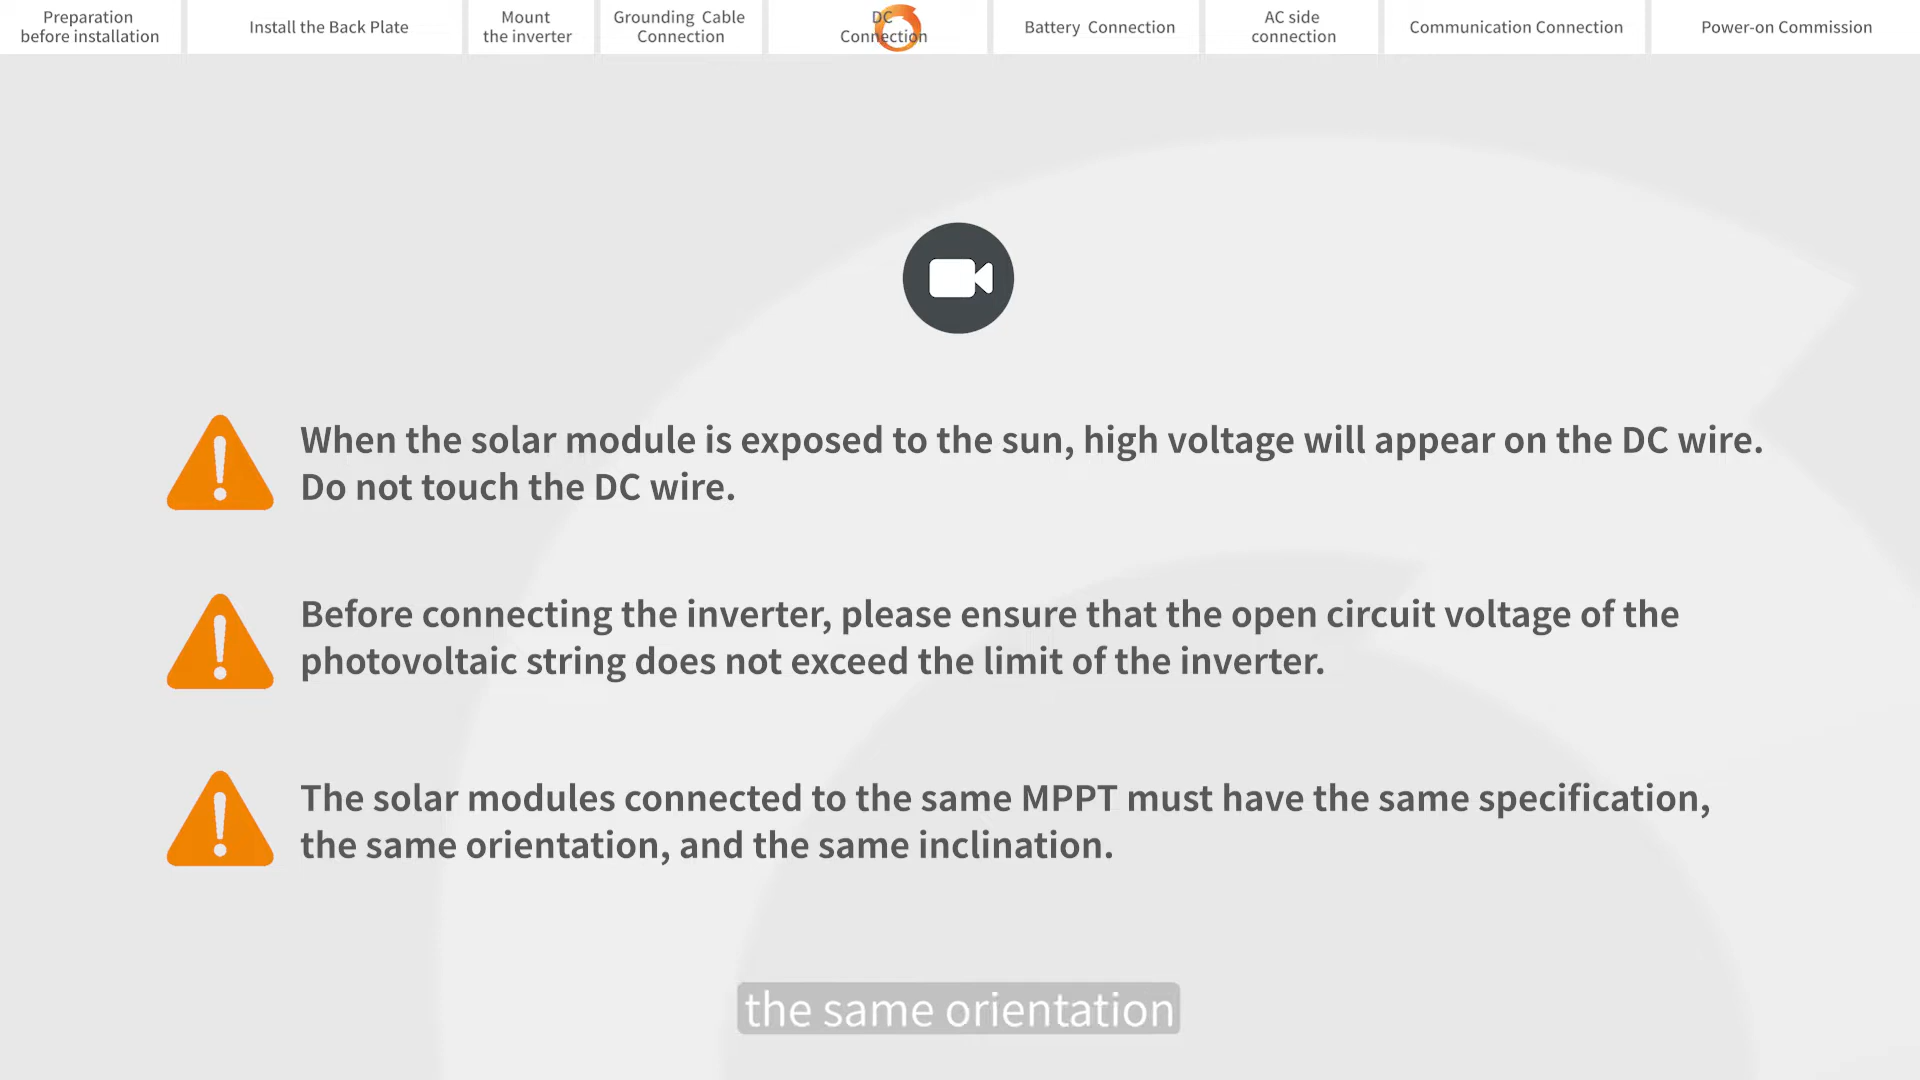 Preparation
before installation
Install the Back Plate
Mount
the inverter
Grounding Cable
Connection
DC
Connection
Battery Connection
AC side
connection
Communication Connection
Power-on Commission
When the solar module is exposed to the sun, high voltage will appear on the DC wire.
Do not touch the DC wire.
Before connecting the inverter, please ensure that the open circuit voltage of the
photovoltaic string does not exceed the limit of the inverter.
The solar modules connected to the same MPPT must have the same specification,
the same orientation, and the same inclination.
the same orientation